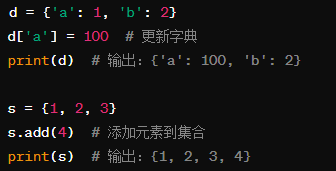 d = {'a': 1, 'b': 2}
d['a'] = 100  # 更新字典
print(d)  # 输出: {'a': 100, 'b': 2}
s = {1, 2, 3}
s.add(4)  # 添加元素到集合
print(s)  # 输出: {1, 2, 3, 4}